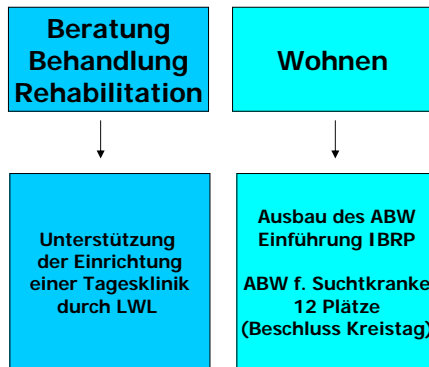 Beratung
Behandlung
Rehabilitation
Wohnen
Unterstützung
der Einrichtung
einer Tagesklinik
durch LWL
Ausbau des ABW
Einführung IBRP
ABW f. Suchtkranke
12 Plätze
(Beschluss Kreistag)